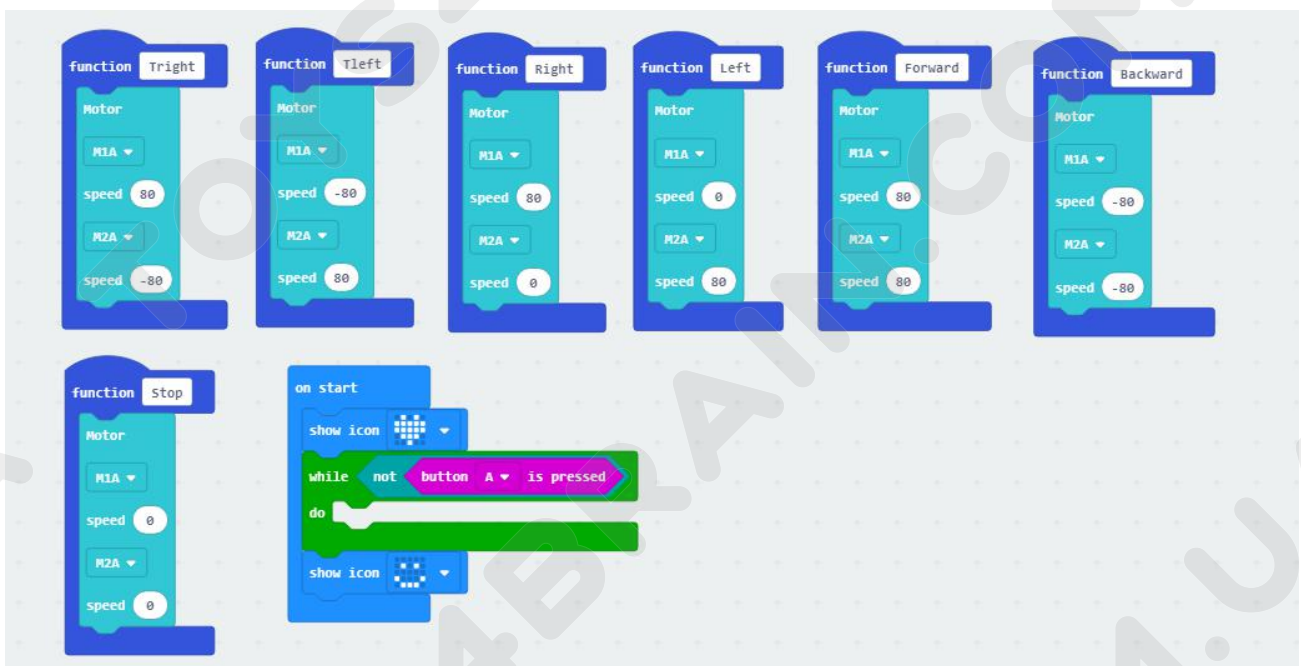 function Tright
Motor
M1A
speed 80
M2A
speed -80
function Tleft
Motor
M1A
speed -80
M2A
speed 80
function Right
Motor
M1A
speed 80
M2A
speed 0
function Left
Motor
M1A
speed 0
M2A
speed 80
function Forward
Motor
M1A
speed 80
M2A
speed 80
function Backward
Motor
M1A
speed -80
M2A
speed -80
function Stop
Motor
M1A
speed 0
M2A
speed 0
on start
show icon
while not button A is pressed
do
show icon